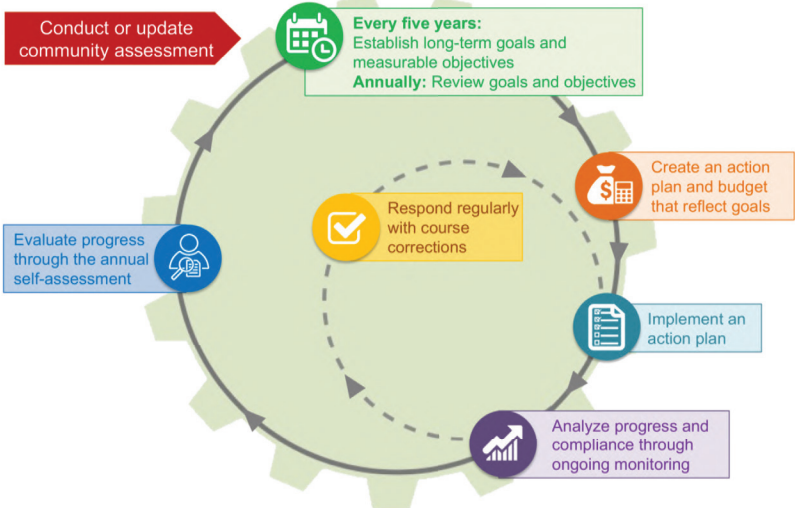 Conduct or update
community assessment
Every five years:
Establish long-term goals and
measurable objectives
Annually: Review goals and objectives
Create an action
plan and budget
that reflect goals
Implement an
action plan
Analyze progress and
compliance through
ongoing monitoring
Respond regularly
with course
corrections
Evaluate progress
through the annual
self-assessment
$